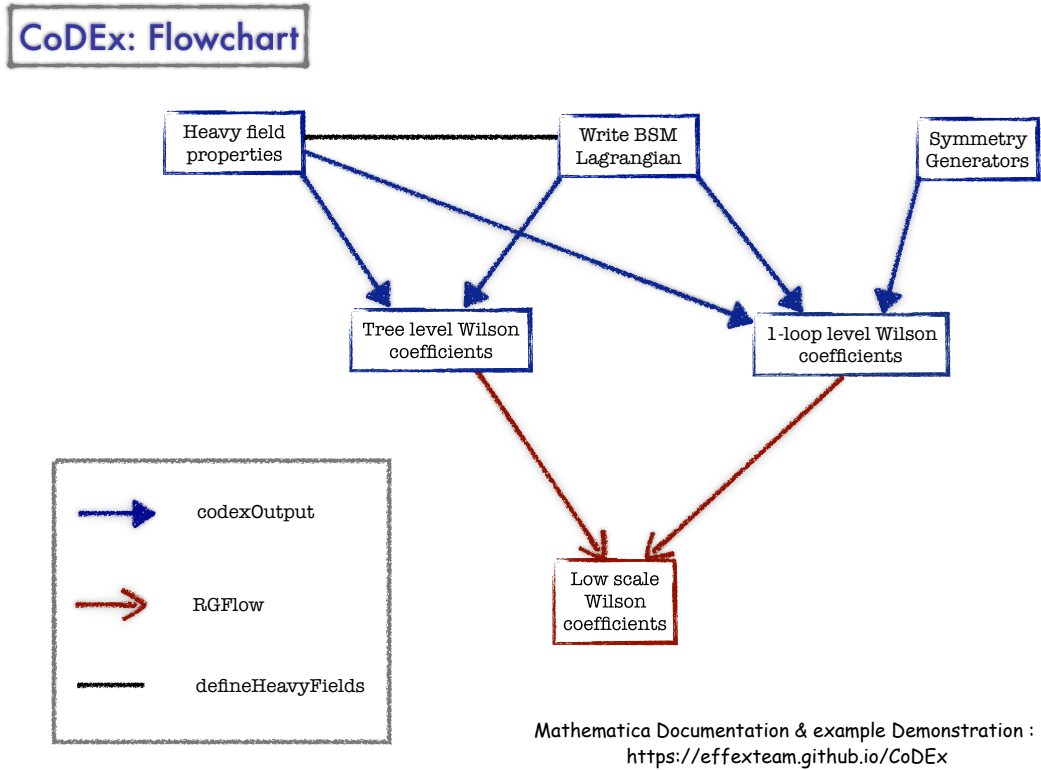 CoDEx: Flowchart
Heavy field
properties
Write BSM
Lagrangian
Symmetry
Generators
Tree level Wilson
coefficients
1-loop level Wilson
coefficients
codexOutput
RGFlow
defineHeavyFields
Low scale
Wilson
coefficients
Mathematica Documentation & example Demonstration :
https://effexteam.github.io/CoDEx